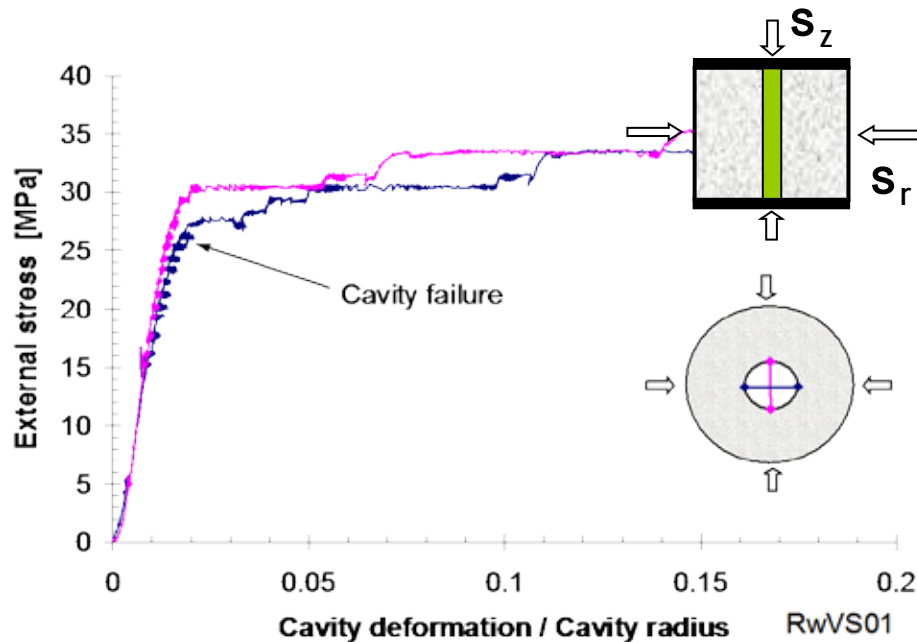 S z
40
35
30
25
20
15
10
5
0
External stress [MPa]
S r
Cavity failure
0 0.05 0.1 0.15 0.2
Cavity deformation / Cavity radius
RwVS01